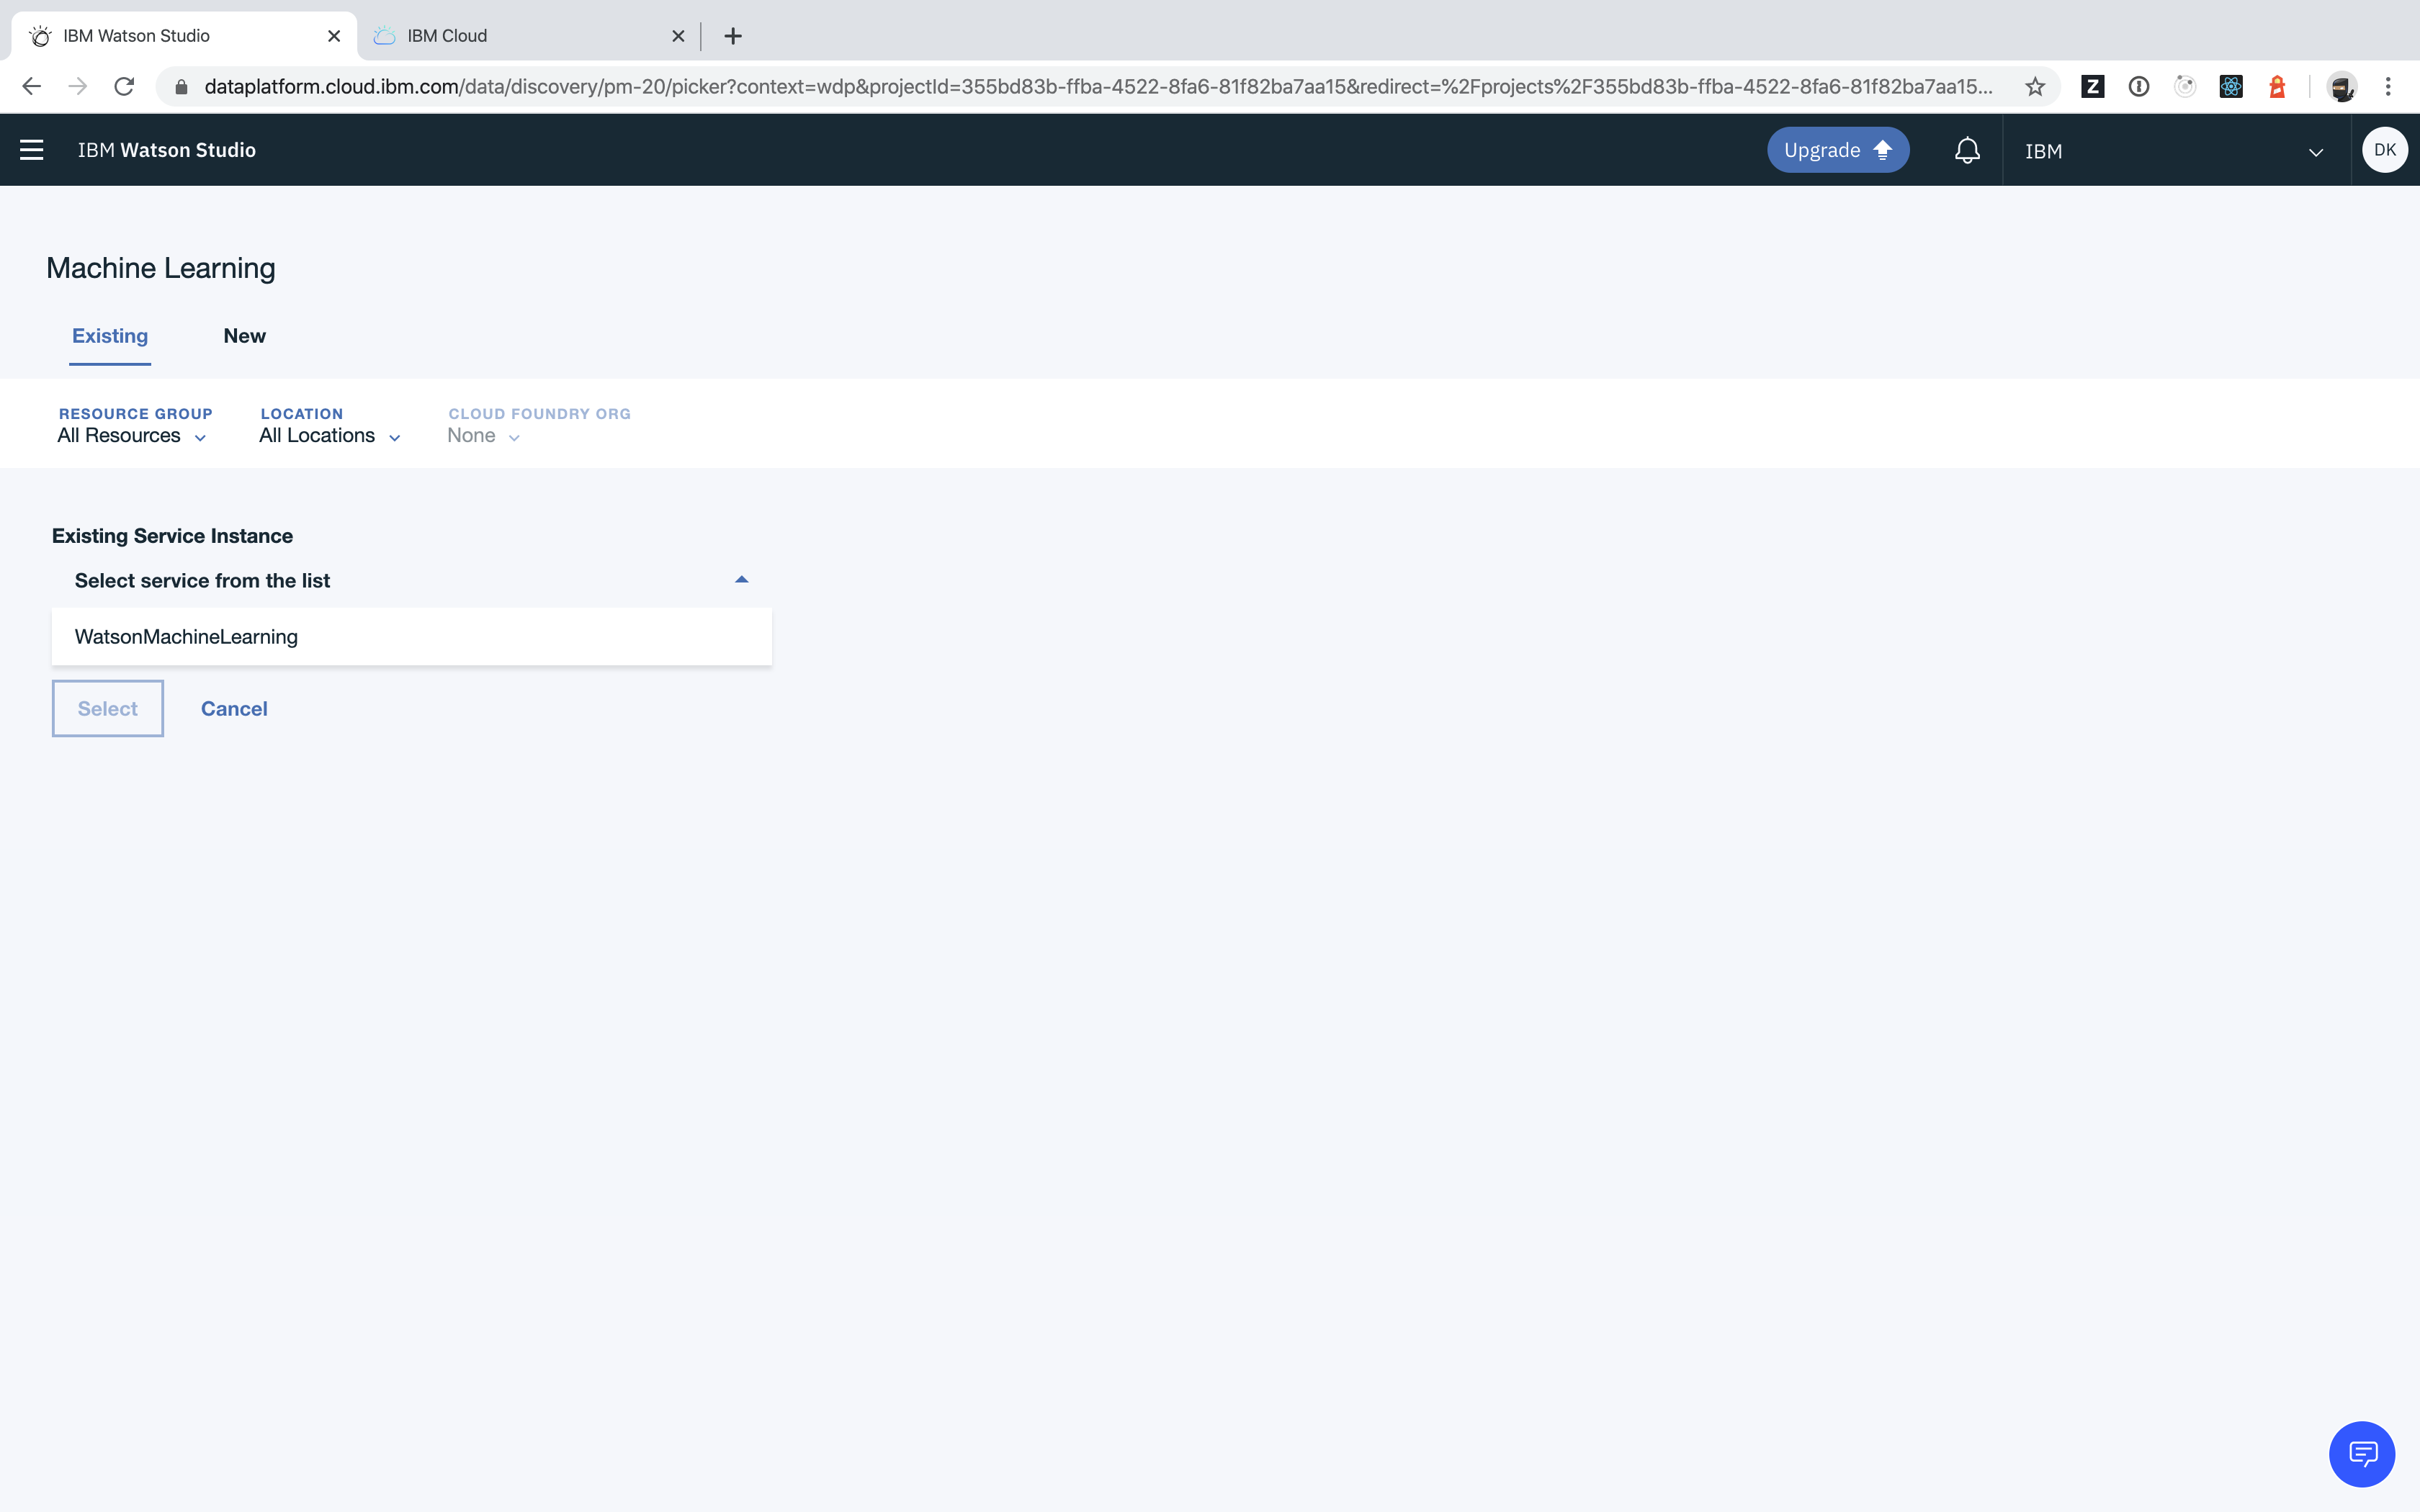 IBM Watson Studio
IBM Cloud
dataplatform.cloud.ibm.com/data/discovery/pm-20/picker?context=wdp&projectId=355bd83b-ffba-4522-8fa6-81f82ba7aa15&redirect=%2Fprojects%2F355bd83b-ffba-4522-8fa6-81f82ba7aa15...
Z
IBM Watson Studio
Upgrade
IBM
DK
Machine Learning
Existing
New
RESOURCE GROUP
LOCATION
CLOUD FOUNDRY ORG
All Resources
All Locations
None
Existing Service Instance
Select service from the list
WatsonMachineLearning
Select
Cancel